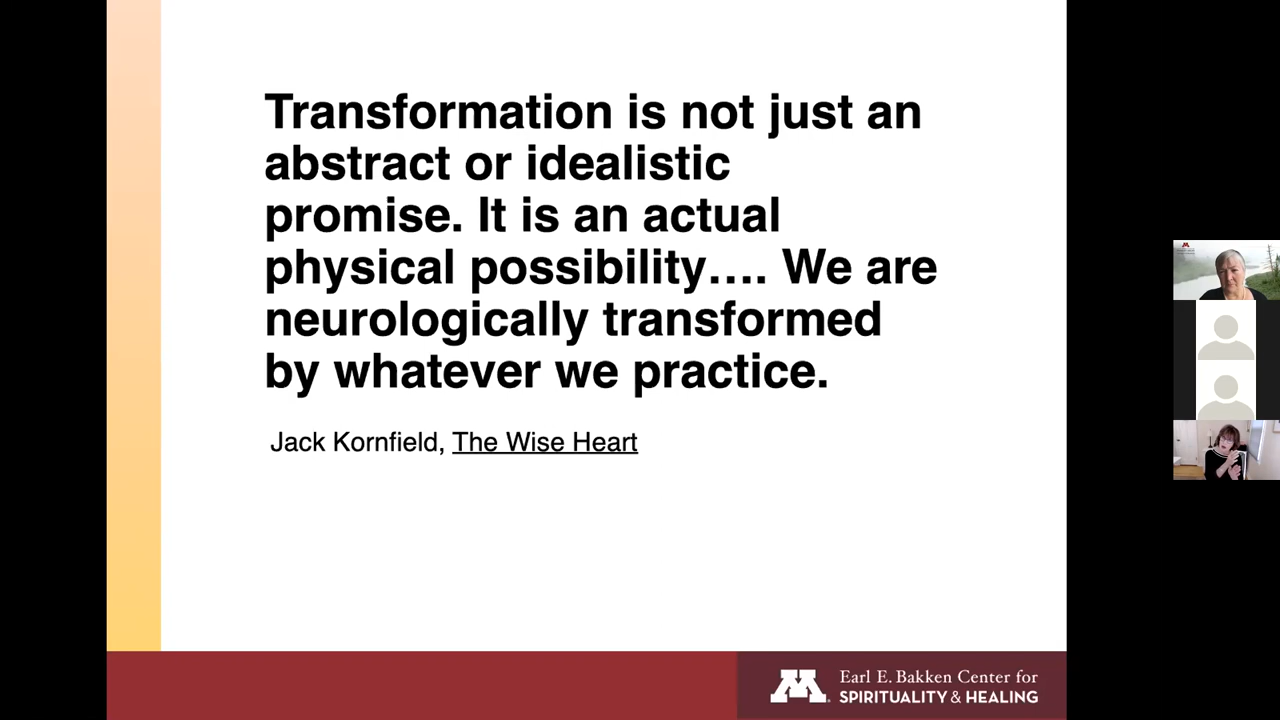 Transformation is not just an
abstract or idealistic
promise. It is an actual
physical possibility…. We are
neurologically transformed
by whatever we practice.
Jack Kornfield, The Wise Heart
M
Earl E. Bakken Center for
SPIRITUALITY & HEALING